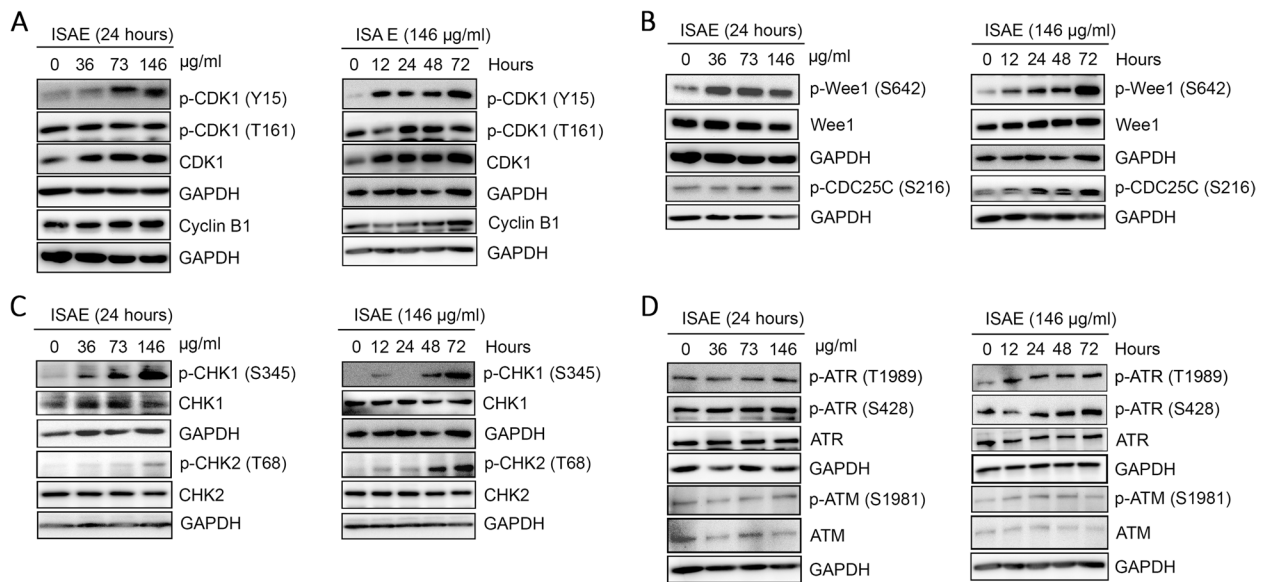 A
ISAE (24 hours)
0 36 73 146 µg/ml
p-CDK1 (Y15)
p-CDK1 (T161)
CDK1
GAPDH
Cyclin B1
GAPDH
ISA E (146 µg/ml)
0 12 24 48 72 Hours
p-CDK1 (Y15)
p-CDK1 (T161)
CDK1
GAPDH
Cyclin B1
GAPDH
B
ISAE (24 hours)
0 36 73 146 µg/ml
p-Wee1 (S642)
Wee1
GAPDH
p-CDC25C (S216)
GAPDH
ISAE (146 µg/ml)
0 12 24 48 72 Hours
p-Wee1 (S642)
Wee1
GAPDH
p-CDC25C (S216)
GAPDH
C
ISAE (24 hours)
0 36 73 146 µg/ml
p-CHK1 (S345)
CHK1
GAPDH
p-CHK2 (T68)
CHK2
GAPDH
ISAE (146 µg/ml)
0 12 24 48 72 Hours
p-CHK1 (S345)
CHK1
GAPDH
p-CHK2 (T68)
CHK2
GAPDH
D
ISAE (24 hours)
0 36 73 146 µg/ml
p-ATR (T1989)
p-ATR (S428)
ATR
GAPDH
p-ATM (S1981)
ATM
GAPDH
ISAE (146 µg/ml)
0 12 24 48 72 Hours
p-ATR (T1989)
p-ATR (S428)
ATR
GAPDH
p-ATM (S1981)
ATM
GAPDH